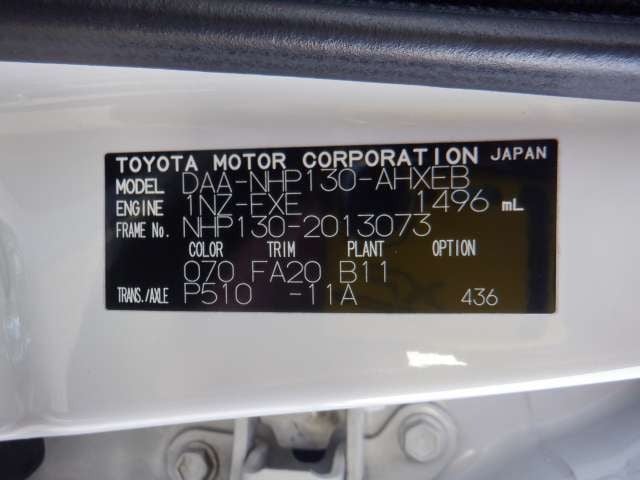 TOYOTA MOTOR CORPORATION JAPAN
MODEL DAA-NHP130-AHXEB
ENGINE 1NZ-EXE 1496 mL
FRAME No. NHP130-2013073
COLOR TRIM PLANT OPTION
070 FA20 B11
TRANS./AXLE P510 -11A 436